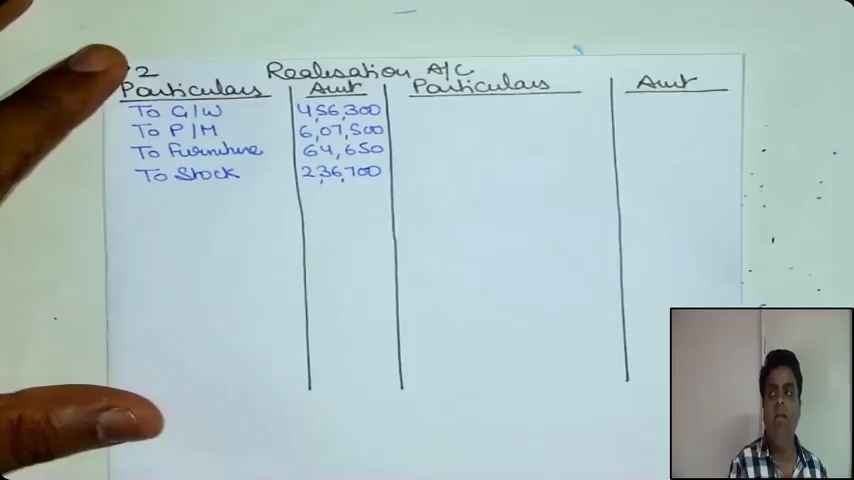 2 Realisation A/C
Particulars Amt Particulars Amt
To G/W 4,56,300
To P/M 6,07,500
To Furniture 64,650
To Stock 2,36,700